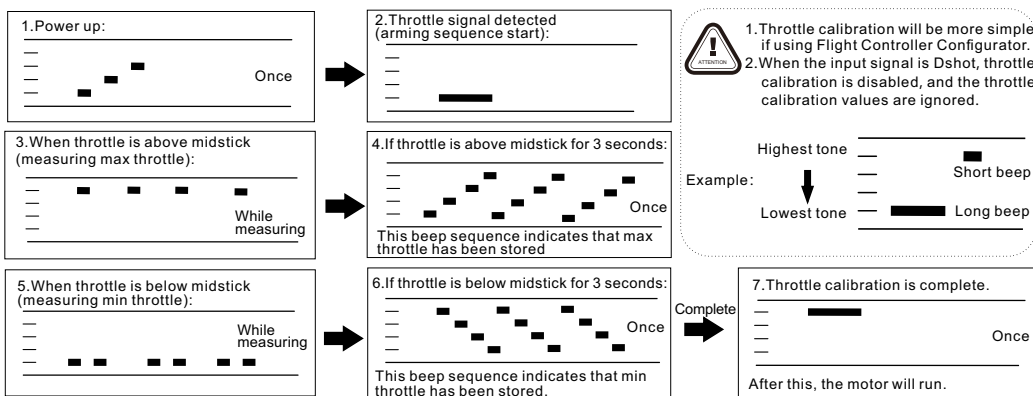 1.Power up:
Once
2.Throttle signal detected
(arming sequence start):
ATTENTION
1.Throttle calibration will be more simple
if using Flight Controller Configurator.
2.When the input signal is Dshot, throttle
calibration is disabled, and the throttle
calibration values are ignored.
3.When throttle is above midstick
(measuring max throttle):
While
measuring
4.If throttle is above midstick for 3 seconds:
Once
This beep sequence indicates that max
throttle has been stored
Example:
Highest tone
Lowest tone
Short beep
Long beep
5.When throttle is below midstick
(measuring min throttle):
While
measuring
6.If throttle is below midstick for 3 seconds:
Once
This beep sequence indicates that min
throttle has been stored.
Complete
7.Throttle calibration is complete.
Once
After this, the motor will run.